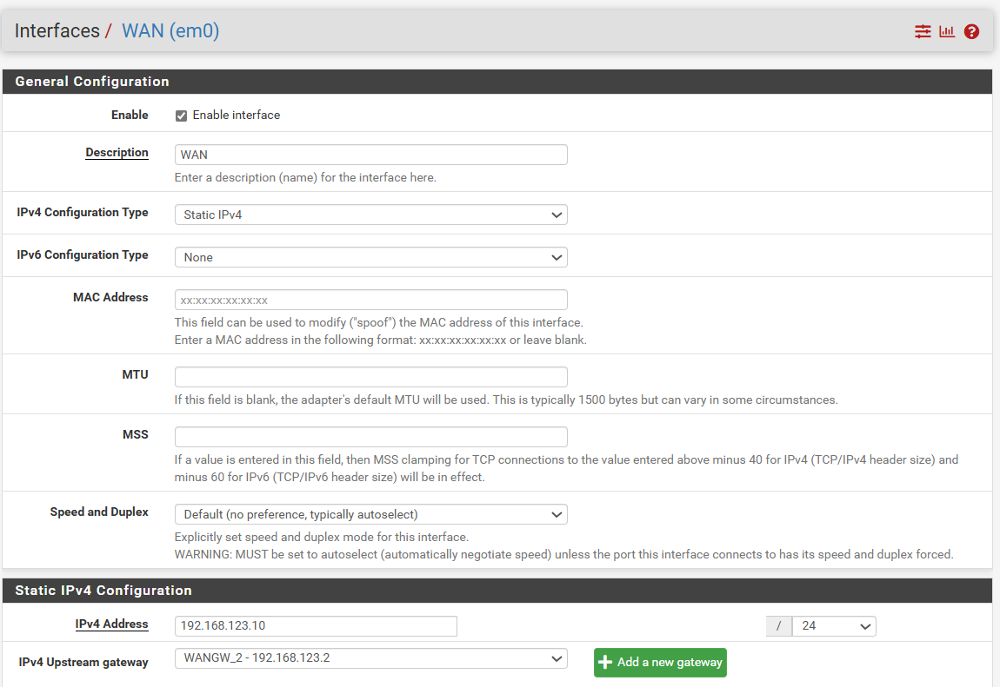 Interfaces / WAN (em0)
General Configuration
Enable Enable interface
Description WAN
Enter a description (name) for the interface here.
IPv4 Configuration Type Static IPv4
IPv6 Configuration Type None
MAC Address xx:xx:xx:xx:xx:xx
This field can be used to modify ("spoof") the MAC address of this interface.
Enter a MAC address in the following format: xx:xx:xx:xx:xx:xx or leave blank.
MTU
If this field is blank, the adapter's default MTU will be used. This is typically 1500 bytes but can vary in some circumstances.
MSS
If a value is entered in this field, then MSS clamping for TCP connections to the value entered above minus 40 for IPv4 (TCP/IPv4 header size) and
minus 60 for IPv6 (TCP/IPv6 header size) will be in effect.
Speed and Duplex Default (no preference, typically autoselect)
Explicitly set speed and duplex mode for this interface.
WARNING: MUST be set to autoselect (automatically negotiate speed) unless the port this interface connects to has its speed and duplex forced.
Static IPv4 Configuration
IPv4 Address 192.168.123.10 / 24
IPv4 Upstream gateway WANGW_2 - 192.168.123.2 Add a new gateway